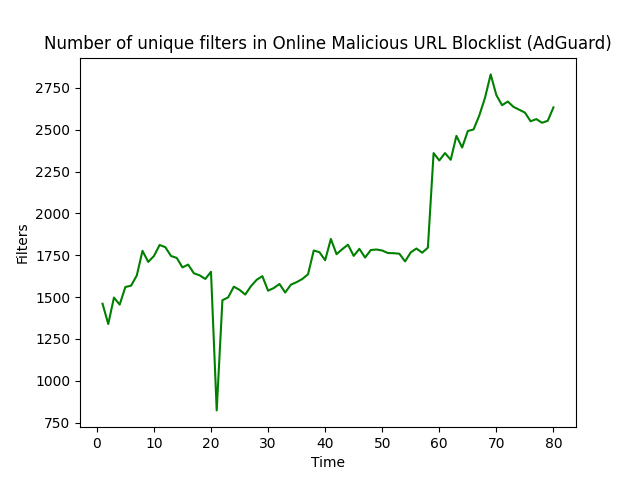 Number of unique filters in Online Malicious URL Blocklist (AdGuard)
2750
2500
2250
2000
1750
1500
1250
1000
750
Filters
0 10 20 30 40 50 60 70 80
Time